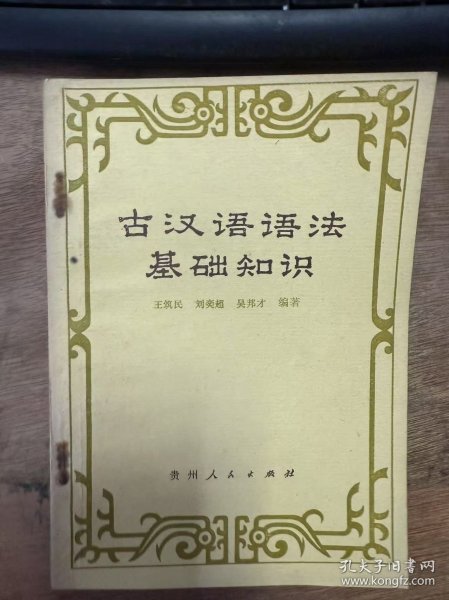 古汉语语法
基础知识
王筑民 刘奕超 吴邦才 编著
贵州人民出版社
孔夫子旧书网
www.kongfz.com